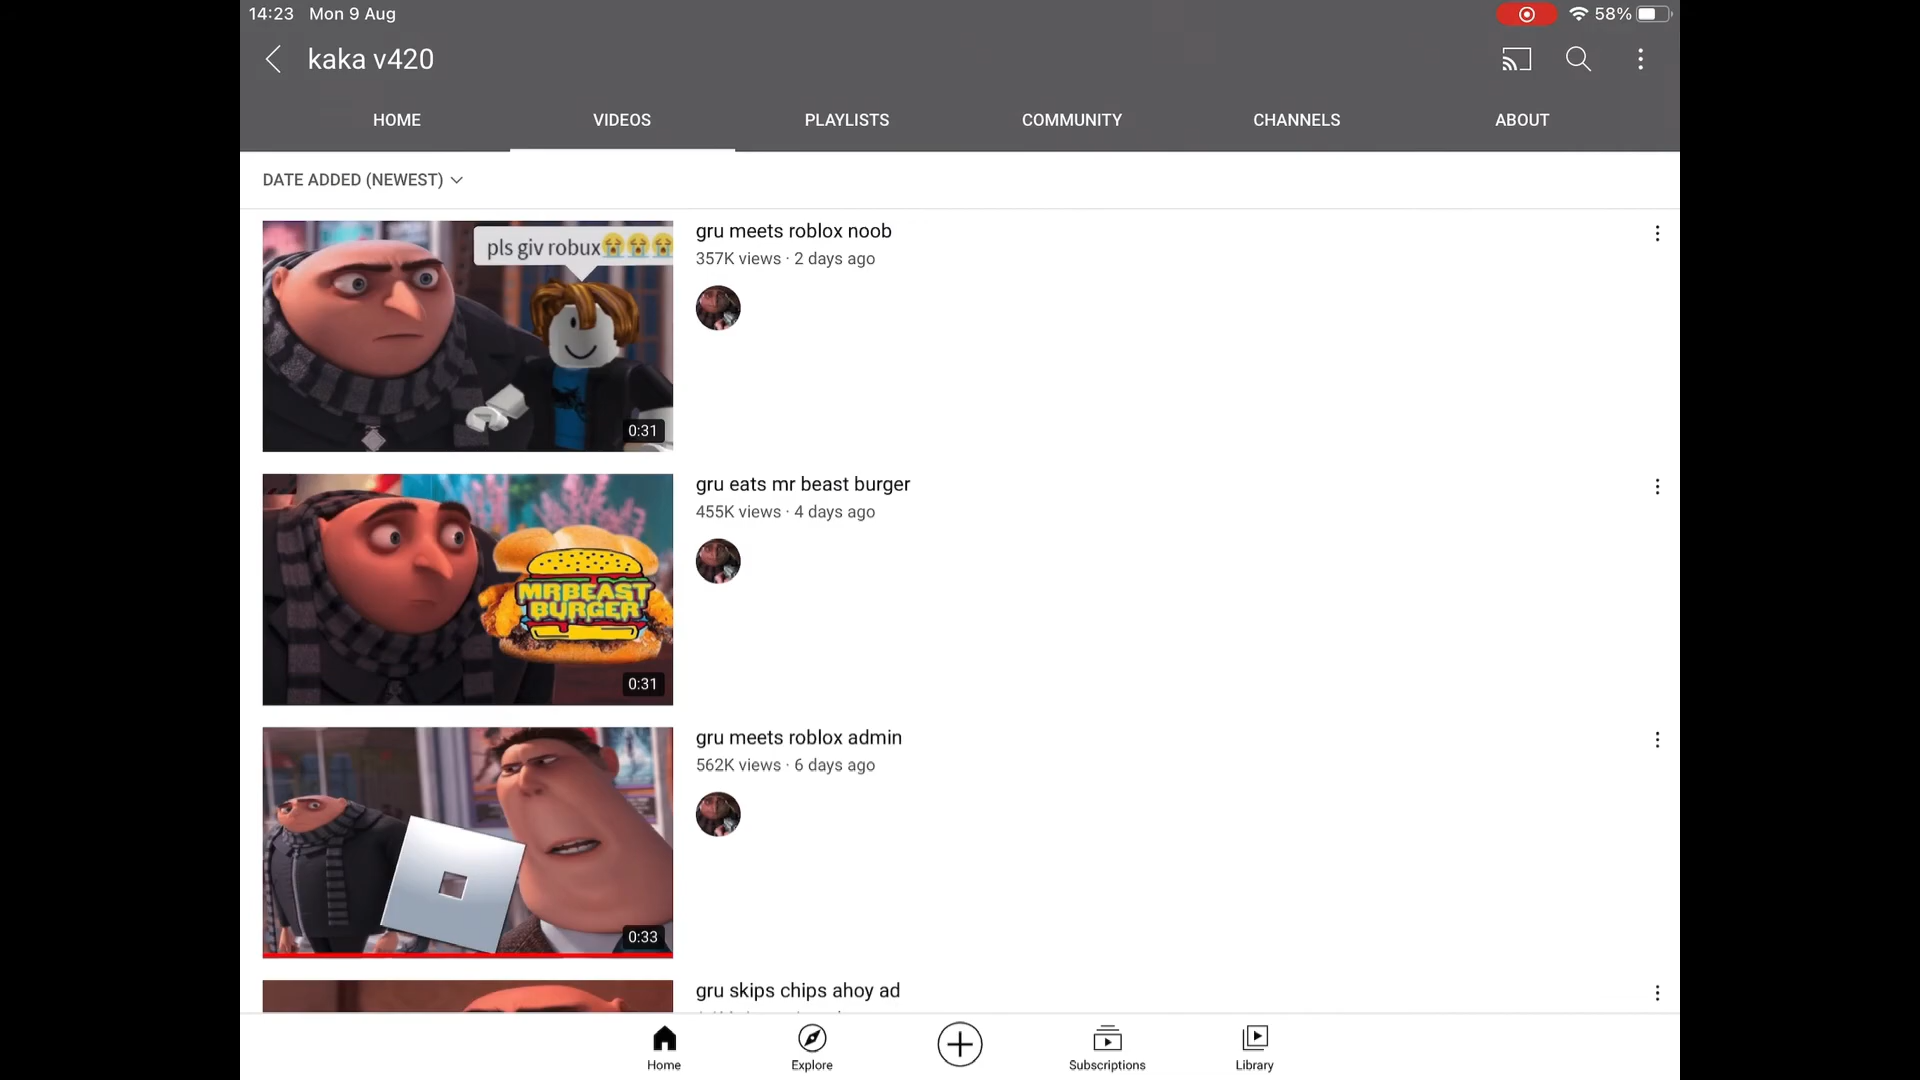 14:23 Mon 9 Aug
58%
kaka v420
HOME VIDEOS PLAYLISTS COMMUNITY CHANNELS ABOUT
DATE ADDED (NEWEST)
pls giv robux😭😭😭
0:31
gru meets roblox noob
357K views · 2 days ago
MRBEAST
BURGER
0:31
gru eats mr beast burger
455K views · 4 days ago
0:33
gru meets roblox admin
562K views · 6 days ago
gru skips chips ahoy ad
Home Explore Subscriptions Library